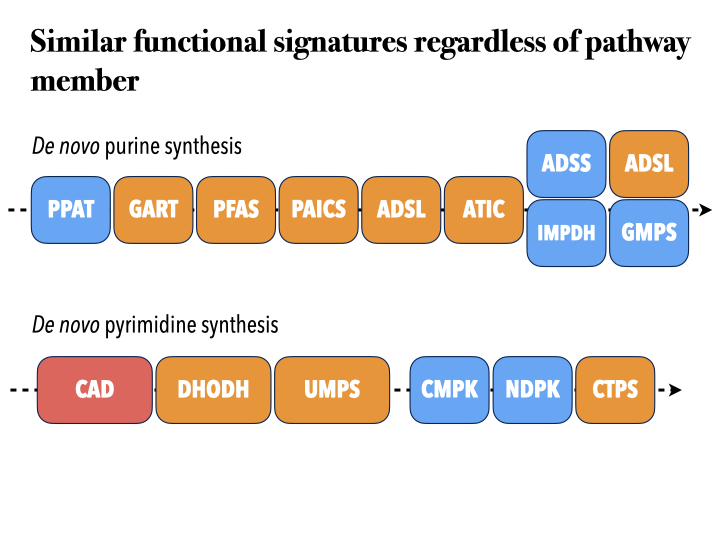 Similar functional signatures regardless of pathway
member
De novo purine synthesis
ADSS ADSL
PPAT GART PFAS PAICS ADSL ATIC
IMPDH GMPS
De novo pyrimidine synthesis
CAD DHODH UMPS CMPK NDPK CTPS